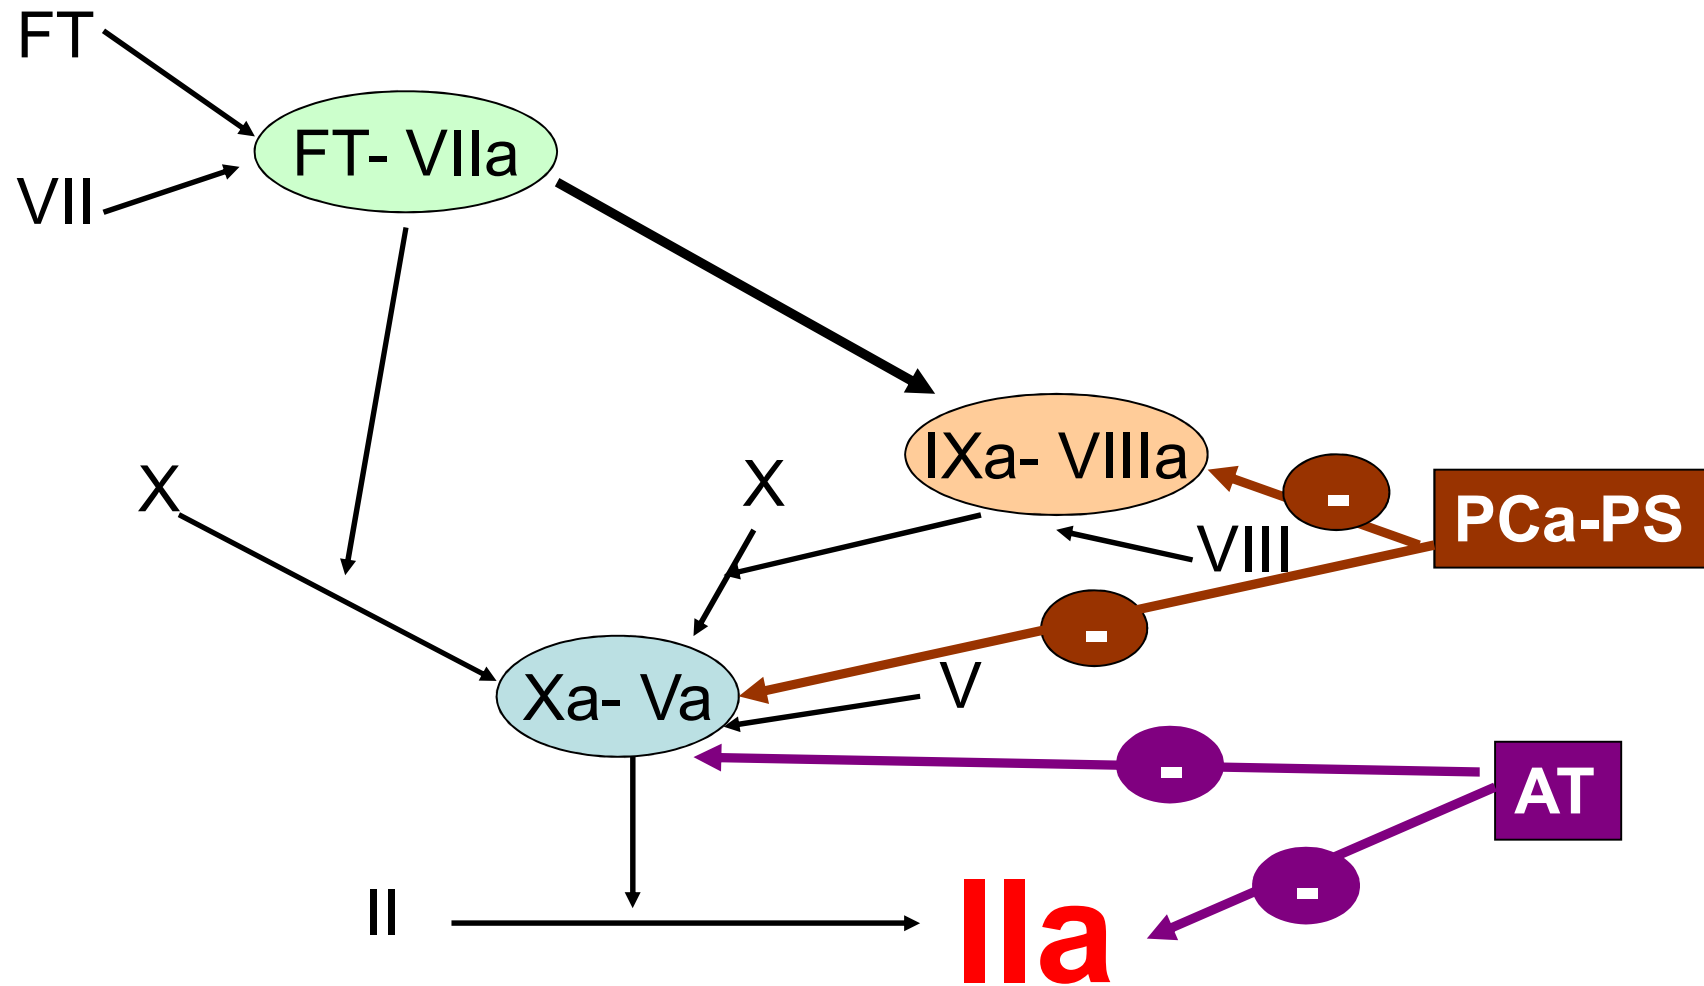 FT
FT- VIIa
VII
IXa- VIIIa
X
X
PCa-PS
-
VIII
-
Xa- Va
V
-
AT
-
II
IIa